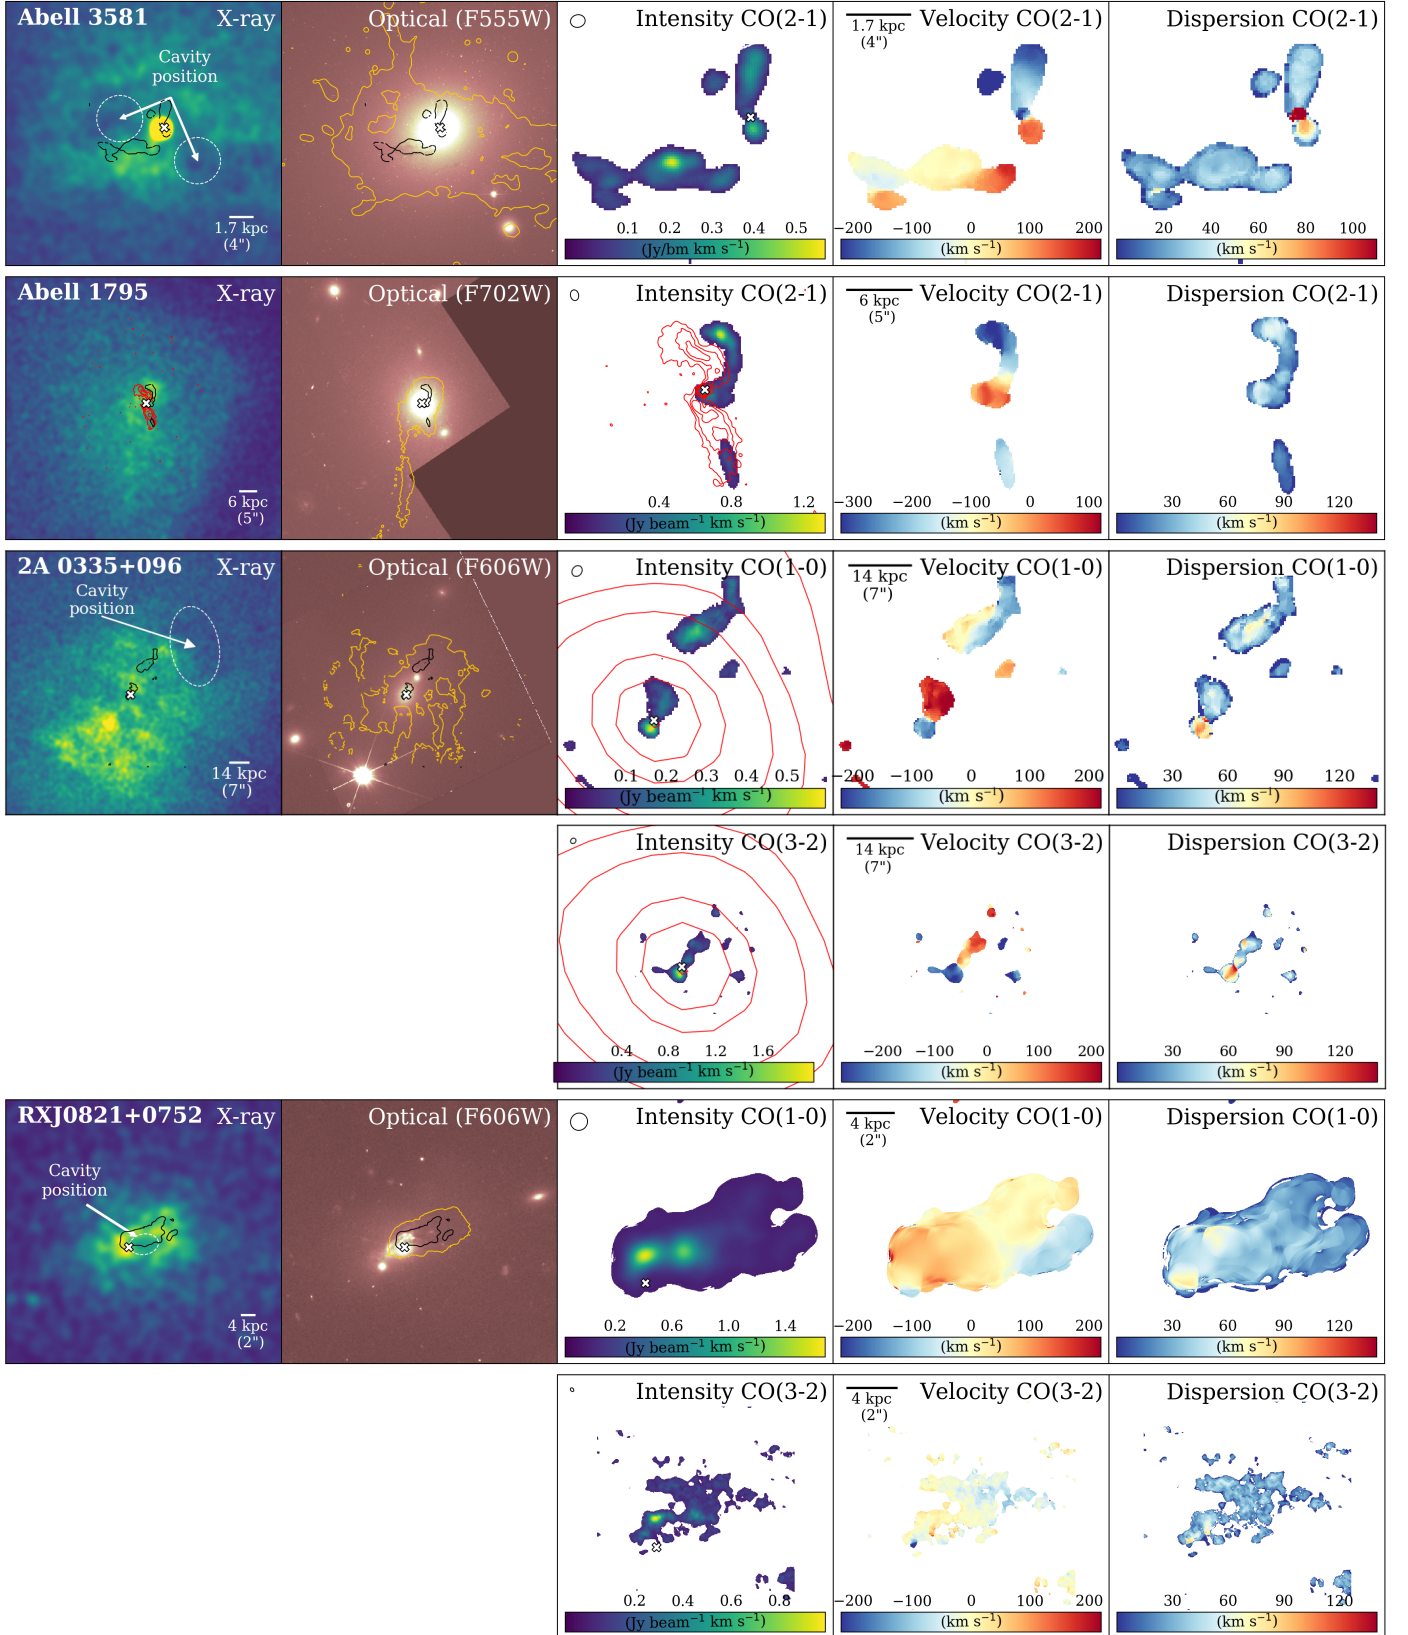 Abell 3581 X-ray
Cavity
position
1.7 kpc
(4")
Optical (F555W)
Intensity CO(2-1)
0.1 0.2 0.3 0.4 0.5
(Jy/bm km s⁻¹)
Velocity CO(2-1)
1.7 kpc
(4")
−200 −100 0 100 200
(km s⁻¹)
Dispersion CO(2-1)
20 40 60 80 100
(km s⁻¹)
Abell 1795 X-ray
6 kpc
(5")
Optical (F702W)
Intensity CO(2-1)
0.4 0.8 1.2
(Jy beam⁻¹ km s⁻¹)
Velocity CO(2-1)
6 kpc
(5")
−300 −200 −100 0 100
(km s⁻¹)
Dispersion CO(2-1)
30 60 90 120
(km s⁻¹)
2A 0335+096 X-ray
Cavity
position
14 kpc
(7")
Optical (F606W)
Intensity CO(1-0)
0.1 0.2 0.3 0.4 0.5
(Jy beam⁻¹ km s⁻¹)
Velocity CO(1-0)
14 kpc
(7")
−200 −100 0 100 200
(km s⁻¹)
Dispersion CO(1-0)
30 60 90 120
(km s⁻¹)
Intensity CO(3-2)
0.4 0.8 1.2 1.6
(Jy beam⁻¹ km s⁻¹)
Velocity CO(3-2)
14 kpc
(7")
−200 −100 0 100 200
(km s⁻¹)
Dispersion CO(3-2)
30 60 90 120
(km s⁻¹)
RXJ0821+0752 X-ray
Cavity
position
4 kpc
(2")
Optical (F606W)
Intensity CO(1-0)
0.2 0.6 1.0 1.4
(Jy beam⁻¹ km s⁻¹)
Velocity CO(1-0)
4 kpc
(2")
−200 −100 0 100 200
(km s⁻¹)
Dispersion CO(1-0)
30 60 90 120
(km s⁻¹)
Intensity CO(3-2)
0.2 0.4 0.6 0.8
(Jy beam⁻¹ km s⁻¹)
Velocity CO(3-2)
4 kpc
(2")
−200 −100 0 100 200
(km s⁻¹)
Dispersion CO(3-2)
30 60 90 120
(km s⁻¹)